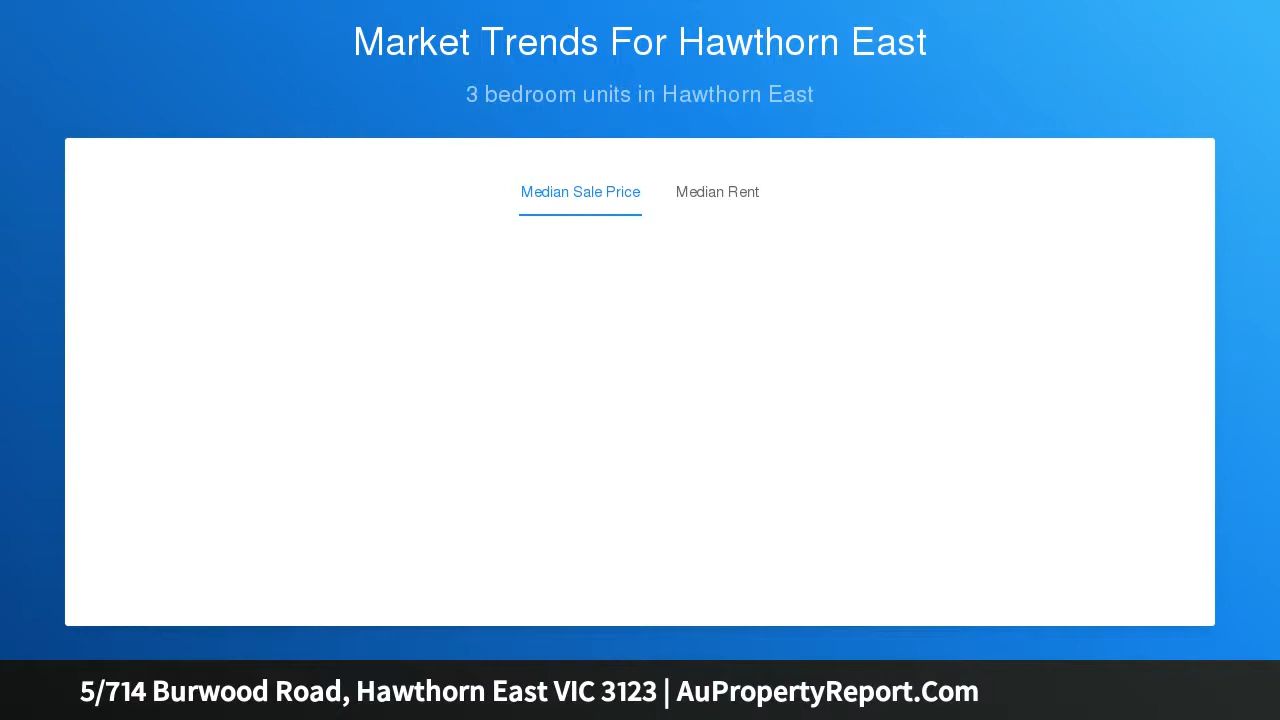 Market Trends For Hawthorn East
3 bedroom units in Hawthorn East
Median Sale Price Median Rent
5/714 Burwood Road, Hawthorn East VIC 3123 | AuPropertyReport.Com